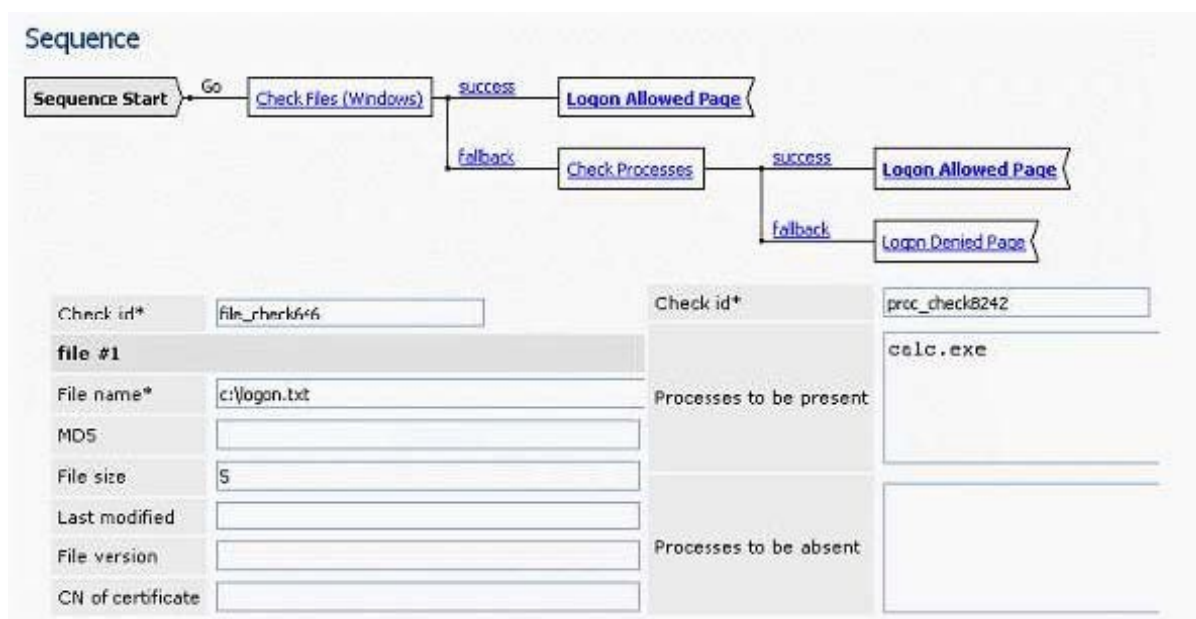 Sequence
Sequence Start
Go
Check Files (Windows)
success
Logon Allowed Page
fallback
Check Processes
success
Logon Allowed Page
fallback
Logon Denied Page
Check id*
file #1
File name* c:\logon.txt
MD5
File size 5
Last modified
File version
CN of certificate
Check id* proc_check8242
Processes to be present calc.exe
Processes to be absent